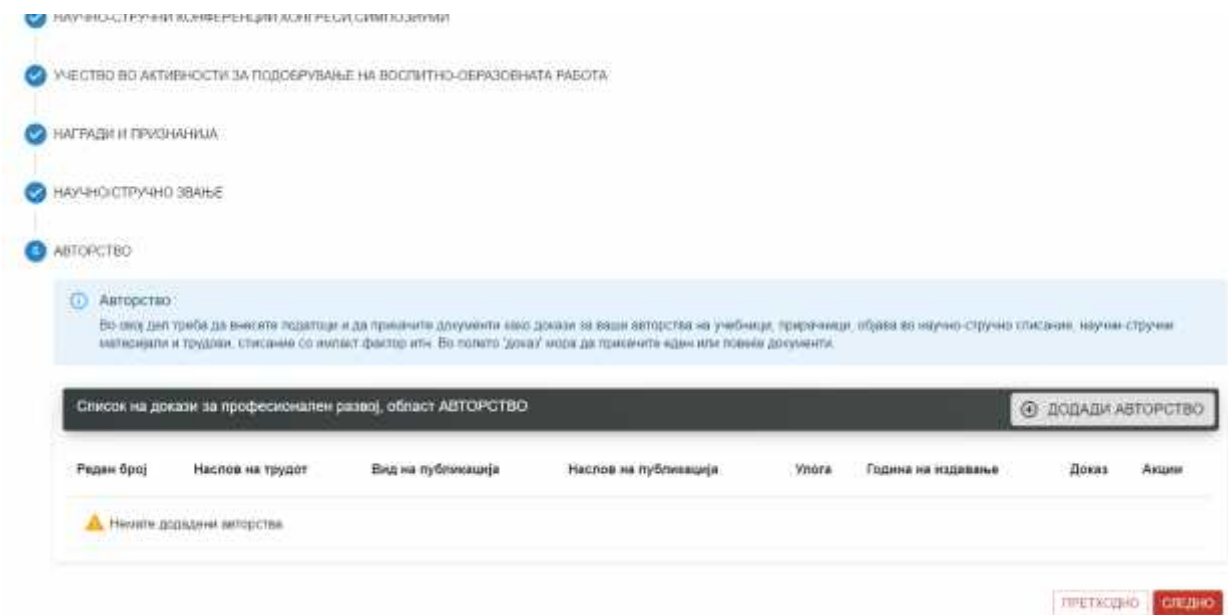 НАУЧНО-СТРУЧНИ КОНФЕРЕНЦИИ КОНГРЕСИ, СИМПОЗИУМИ
УЧЕСТВО ВО АКТИВНОСТИ ЗА ПОДОБРУВАЊЕ НА ВОСПИТНО-ОБРАЗОВНАТА РАБОТА
НАГРАДИ И ПРИЗНАНИЈА
НАУЧНО/СТРУЧНО ЗВАЊЕ
АВТОРСТВО
Авторство
Во овој дел треба да внесете податоци и да прикачите документи како докази за ваши авторства на учебници, прирачници, објава во научно-стручно списание, научни стручни
материјали и трудови, списание со импакт фактор итн. Во полето 'доказ' мора да прикачите еден или повеќе документи.
Список на докази за професионален развој, област АВТОРСТВО
ДОДАДИ АВТОРСТВО
Реден број Наслов на трудот Вид на публикација Наслов на публикација Улога Година на издавање Доказ Акции
Немате додадени авторства
ПРЕТХОДНО СЛЕДНО